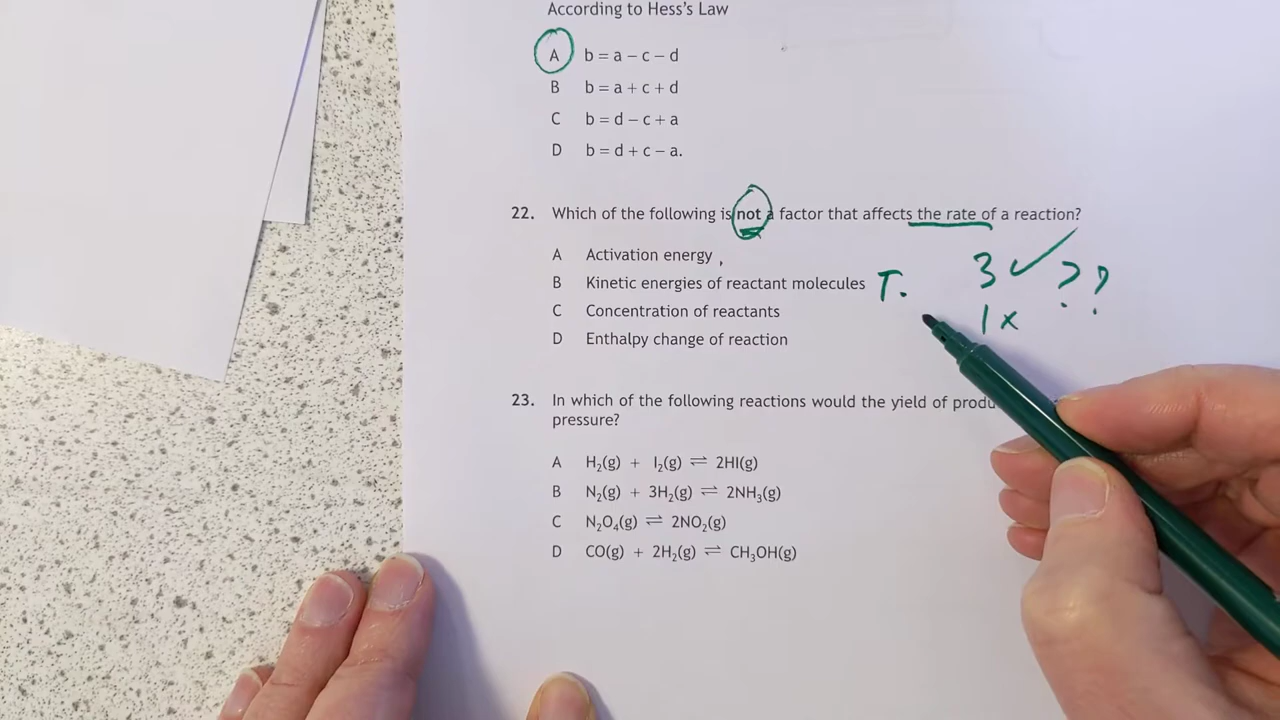 According to Hess's Law
A b = a − c − d
B b = a + c + d
C b = d − c + a
D b = d + c − a.
22. Which of the following is not a factor that affects the rate of a reaction?
A Activation energy
B Kinetic energies of reactant molecules T.
C Concentration of reactants
D Enthalpy change of reaction
3 ✓ ??
1 x
23. In which of the following reactions would the yield of produ
pressure?
A H₂(g) + I₂(g) ⇌ 2HI(g)
B N₂(g) + 3H₂(g) ⇌ 2NH₃(g)
C N₂O₄(g) ⇌ 2NO₂(g)
D CO(g) + 2H₂(g) ⇌ CH₃OH(g)